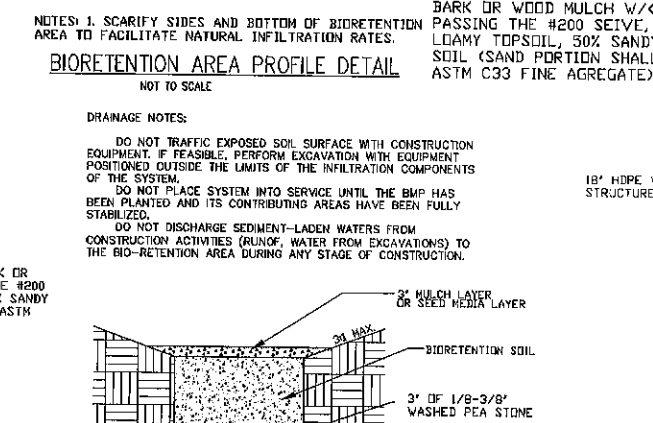 NOTES: 1. SCARIFY SIDES AND BOTTOM OF BIORETENTION
AREA TO FACILITATE NATURAL INFILTRATION RATES.
BIORETENTION AREA PROFILE DETAIL
NOT TO SCALE
BARK OR WOOD MULCH W/<
PASSING THE #200 SEIVE,
LOAMY TOPSOIL, 50% SANDY
SOIL (SAND PORTION SHALL
ASTM C33 FINE AGREGATE)
DRAINAGE NOTES:
DO NOT TRAFFIC EXPOSED SOIL SURFACE WITH CONSTRUCTION
EQUIPMENT. IF FEASIBLE, PERFORM EXCAVATION WITH EQUIPMENT
POSITIONED OUTSIDE THE LIMITS OF THE INFILTRATION COMPONENTS
OF THE SYSTEM.
DO NOT PLACE SYSTEM INTO SERVICE UNTIL THE BMP HAS
BEEN PLANTED AND ITS CONTRIBUTING AREAS HAVE BEEN FULLY
STABILIZED.
DO NOT DISCHARGE SEDIMENT-LADEN WATERS FROM
CONSTRUCTION ACTIVITIES (RUNOF, WATER FROM EXCAVATIONS) TO
THE BIO-RETENTION AREA DURING ANY STAGE OF CONSTRUCTION.
18" HDPE
STRUCTURE
OR
#200
SANDY
ASTM
3" MULCH LAYER
OR SEED MEDIA LAYER
3:1 MAX.
BIORETENTION SOIL
3" OF 1/8-3/8"
WASHED PEA STONE